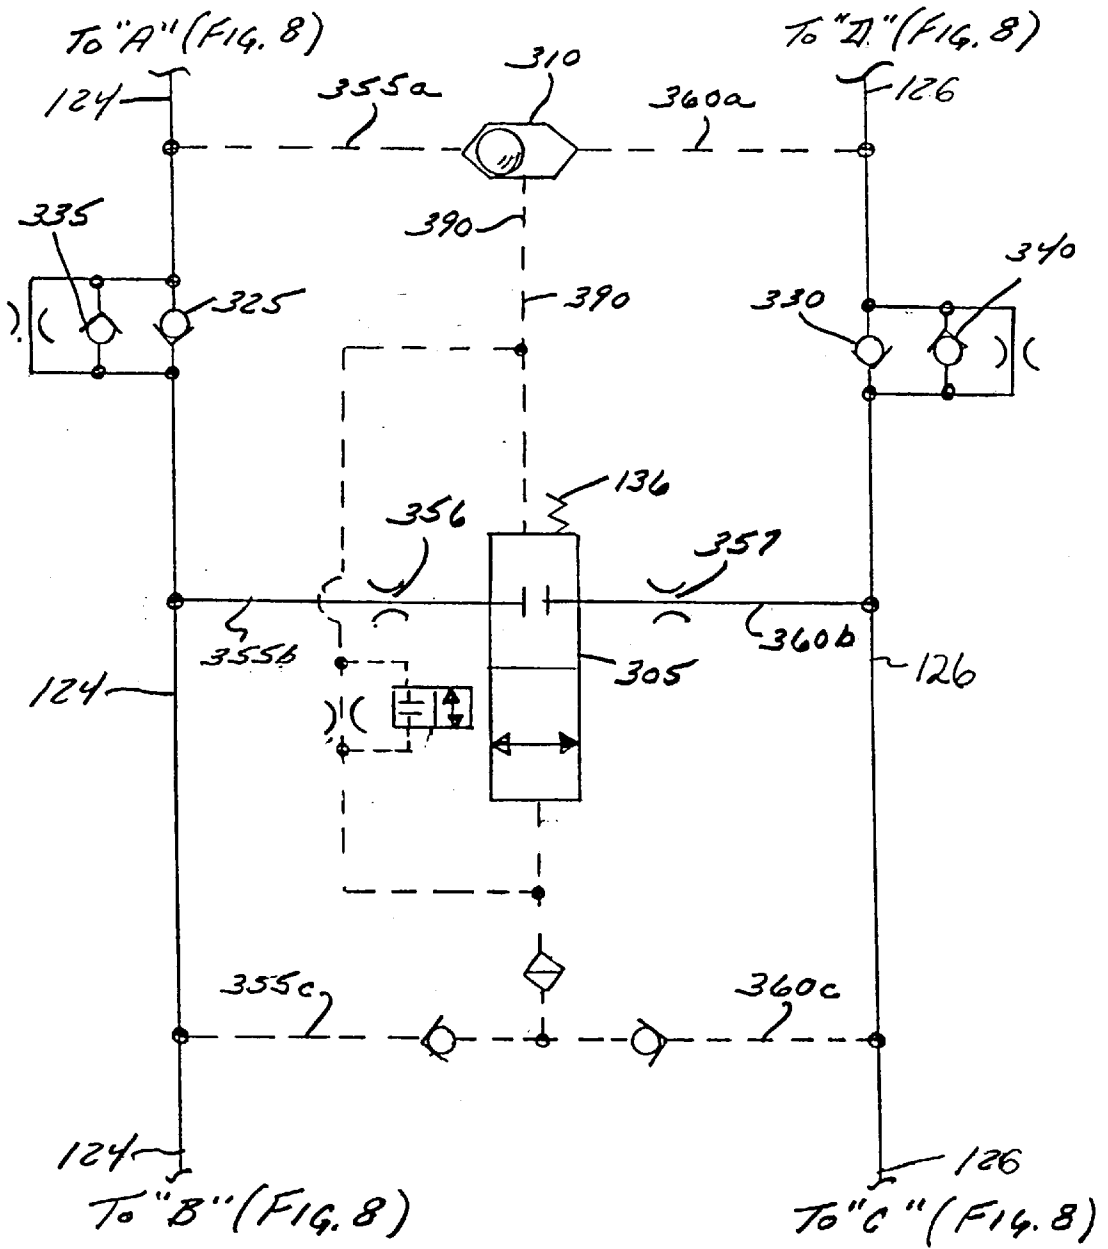 To "A" (FIG. 8)
To "D" (FIG. 8)
310
124
355a
360a
126
335
390
340
325
390
330
136
356
357
355b
360b
305
124
126
355c
360c
124
126
To "B" (FIG. 8)
To "C" (FIG. 8)